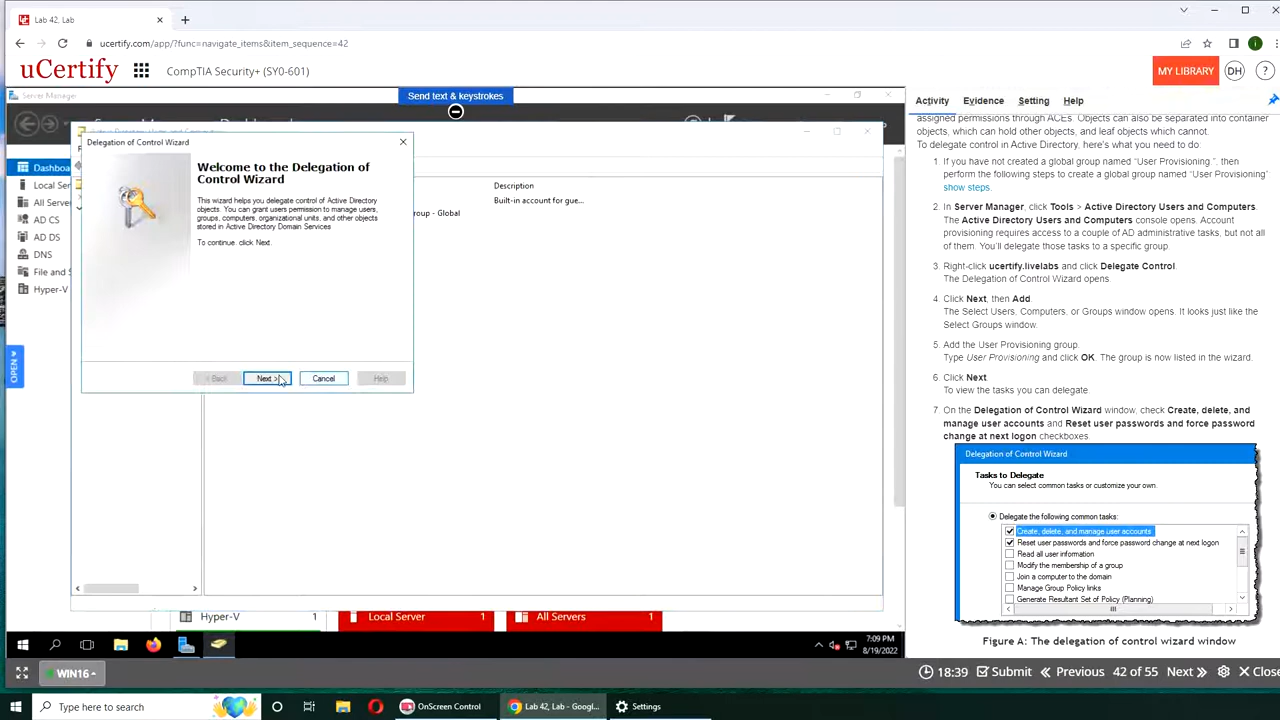 Lab 42, Lab
ucertify.com/app/?func=navigate_items&item_sequence=42
uCertify
CompTIA Security+ (SY0-601)
MY LIBRARY
DH
?
Server Manager
Send text & keystrokes
Activity
Evidence
Setting
Help
assigned permissions through ACEs. Objects can also be separated into container
objects, which can hold other objects, and leaf objects which cannot.
To delegate control in Active Directory, here's what you need to do:
1. If you have not created a global group named "User Provisioning.", then
perform the following steps to create a global group named "User Provisioning"
show steps.
2. In Server Manager, click Tools > Active Directory Users and Computers.
The Active Directory Users and Computers console opens. Account
provisioning requires access to a couple of AD administrative tasks, but not all
of them. You'll delegate those tasks to a specific group.
3. Right-click ucertify.livelabs and click Delegate Control.
The Delegation of Control Wizard opens.
4. Click Next, then Add.
The Select Users, Computers, or Groups window opens. It looks just like the
Select Groups window.
5. Add the User Provisioning group.
Type User Provisioning and click OK. The group is now listed in the wizard.
6. Click Next.
To view the tasks you can delegate.
7. On the Delegation of Control Wizard window, check Create, delete, and
manage user accounts and Reset user passwords and force password
change at next logon checkboxes.
Delegation of Control Wizard
Tasks to Delegate
You can select common tasks or customize your own.
Delegate the following common tasks:
Create, delete, and manage user accounts
Reset user passwords and force password change at next logon
Read all user information
Modify the membership of a group
Join a computer to the domain
Manage Group Policy links
Generate Resultant Set of Policy (Planning)
Figure A: The delegation of control wizard window
Dashboa
Local Ser
All Server
AD CS
AD DS
DNS
File and S
Hyper-V
OPEN
Delegation of Control Wizard
Welcome to the Delegation of
Control Wizard
This wizard helps you delegate control of Active Directory
objects. You can grant users permission to manage users,
groups, computers, organizational units, and other objects
stored in Active Directory Domain Services
To continue, click Next.
< Back
Next >
Cancel
Help
Description
Built-in account for gue...
roup - Global
Hyper-V 1
Local Server 1
All Servers 1
7:09 PM
8/19/2022
WIN16
18:39
Submit
Previous
42 of 55
Next
Close
Type here to search
OnScreen Control
Lab 42, Lab - Googl...
Settings